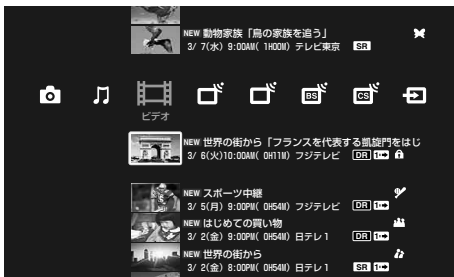 NEW 動物家族「鳥の家族を追う」
3/ 7(水) 9:00AM( 1H00M) テレビ東京 SR
BS
CS
ビデオ
NEW 世界の街から「フランスを代表する凱旋門をはじ
3/ 6(火)10:00AM( 0H11M) フジテレビ DR 1
NEW スポーツ中継
3/ 5(月) 9:00PM( 0H54M) フジテレビ DR 1
NEW はじめての買い物
3/ 2(金) 9:00PM( 0H54M) 日テレ1 DR 1
NEW 世界の街から
3/ 2(金) 8:00PM( 0H54M) 日テレ1 SR 1